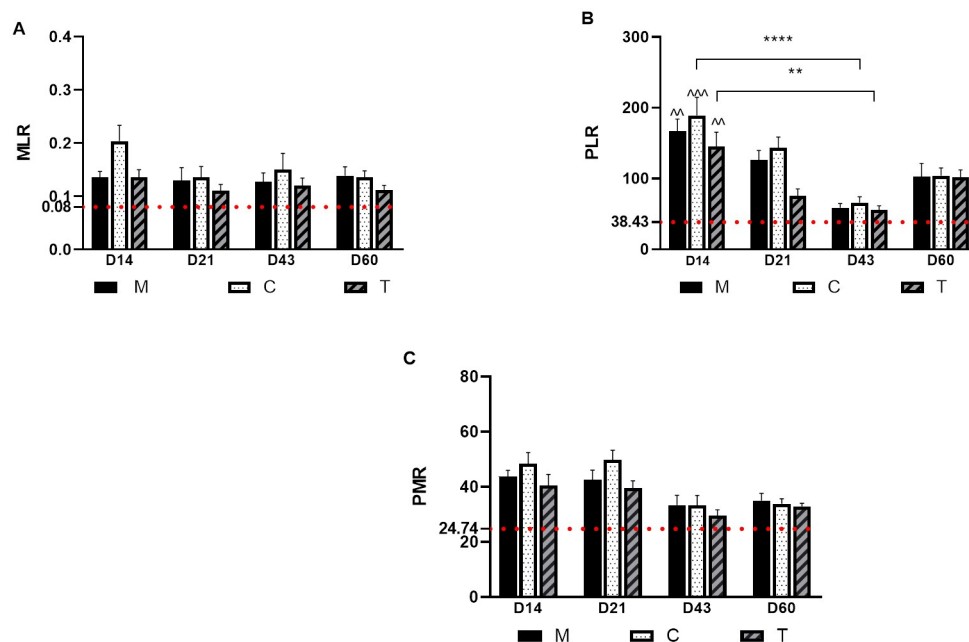 A
MLR
0.4
0.3
0.2
0.1
0.08
0.0
D14 D21 D43 D60
M C T
B
PLR
300
200
100
38.43
0
****
**
^^ ^^^ ^^
D14 D21 D43 D60
M C T
C
PMR
80
60
40
24.74
20
0
D14 D21 D43 D60
M C T